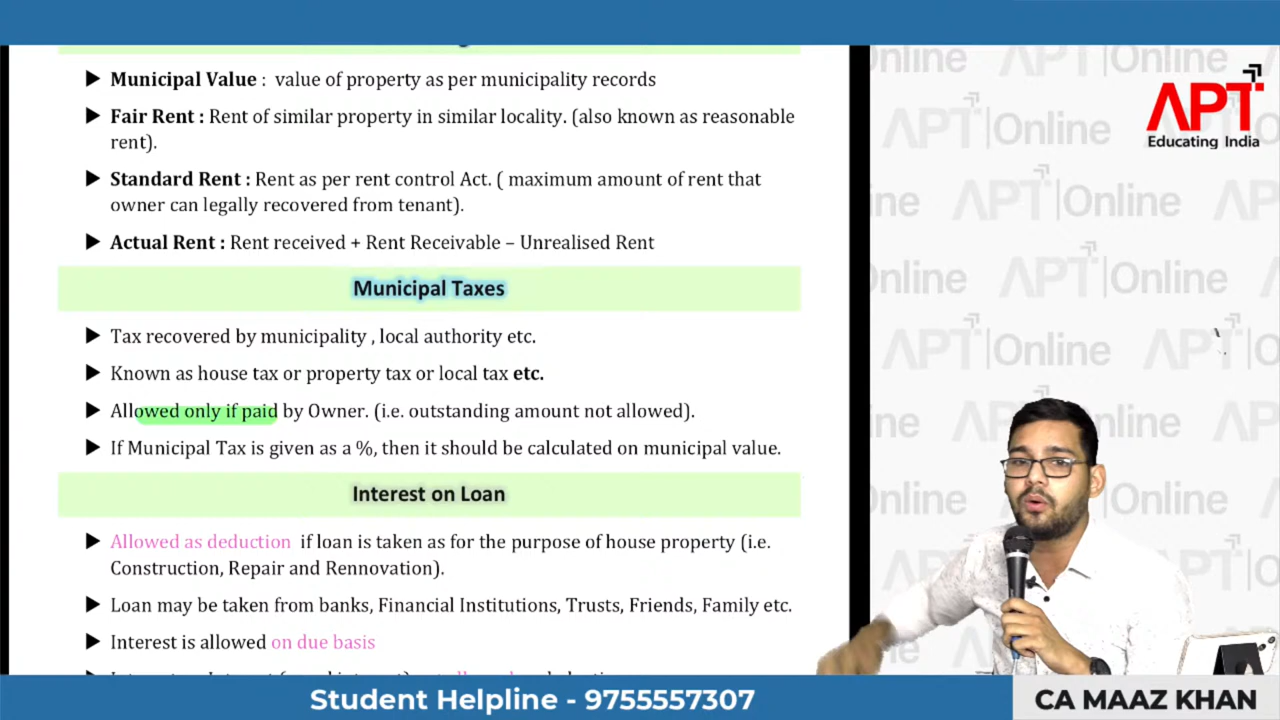 ▶ Municipal Value : value of property as per municipality records
▶ Fair Rent : Rent of similar property in similar locality. (also known as reasonable
rent).
▶ Standard Rent : Rent as per rent control Act. ( maximum amount of rent that
owner can legally recovered from tenant).
▶ Actual Rent : Rent received + Rent Receivable – Unrealised Rent
Municipal Taxes
▶ Tax recovered by municipality , local authority etc.
▶ Known as house tax or property tax or local tax etc.
▶ Allowed only if paid by Owner. (i.e. outstanding amount not allowed).
▶ If Municipal Tax is given as a %, then it should be calculated on municipal value.
Interest on Loan
▶ Allowed as deduction if loan is taken as for the purpose of house property (i.e.
Construction, Repair and Rennovation).
▶ Loan may be taken from banks, Financial Institutions, Trusts, Friends, Family etc.
▶ Interest is allowed on due basis
APT
Educating India
APT|Online
Student Helpline - 9755557307
CA MAAZ KHAN